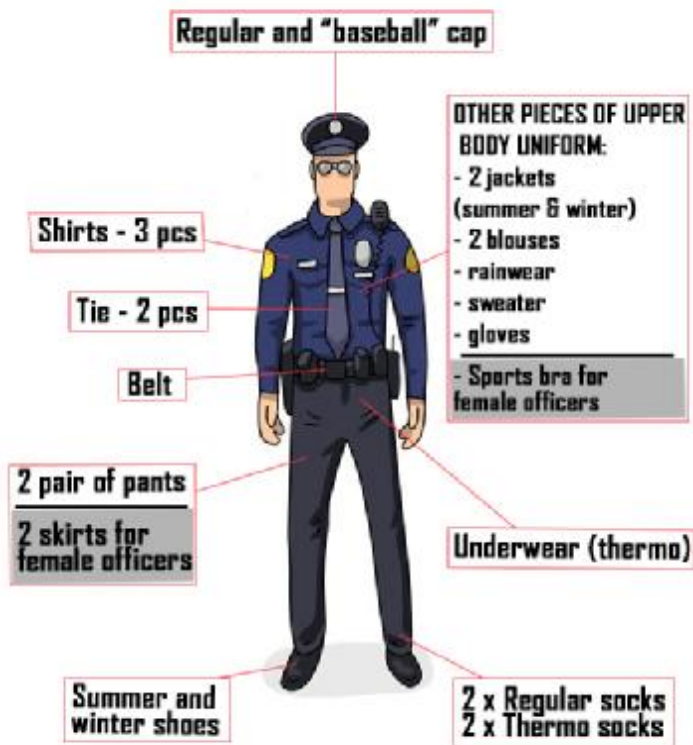 Regular and "baseball" cap
OTHER PIECES OF UPPER
BODY UNIFORM:
- 2 jackets
(summer & winter)
- 2 blouses
- rainwear
- sweater
- gloves
- Sports bra for
female officers
Shirts - 3 pcs
Tie - 2 pcs
Belt
2 pair of pants
2 skirts for
female officers
Underwear (thermo)
Summer and
winter shoes
2 x Regular socks
2 x Thermo socks